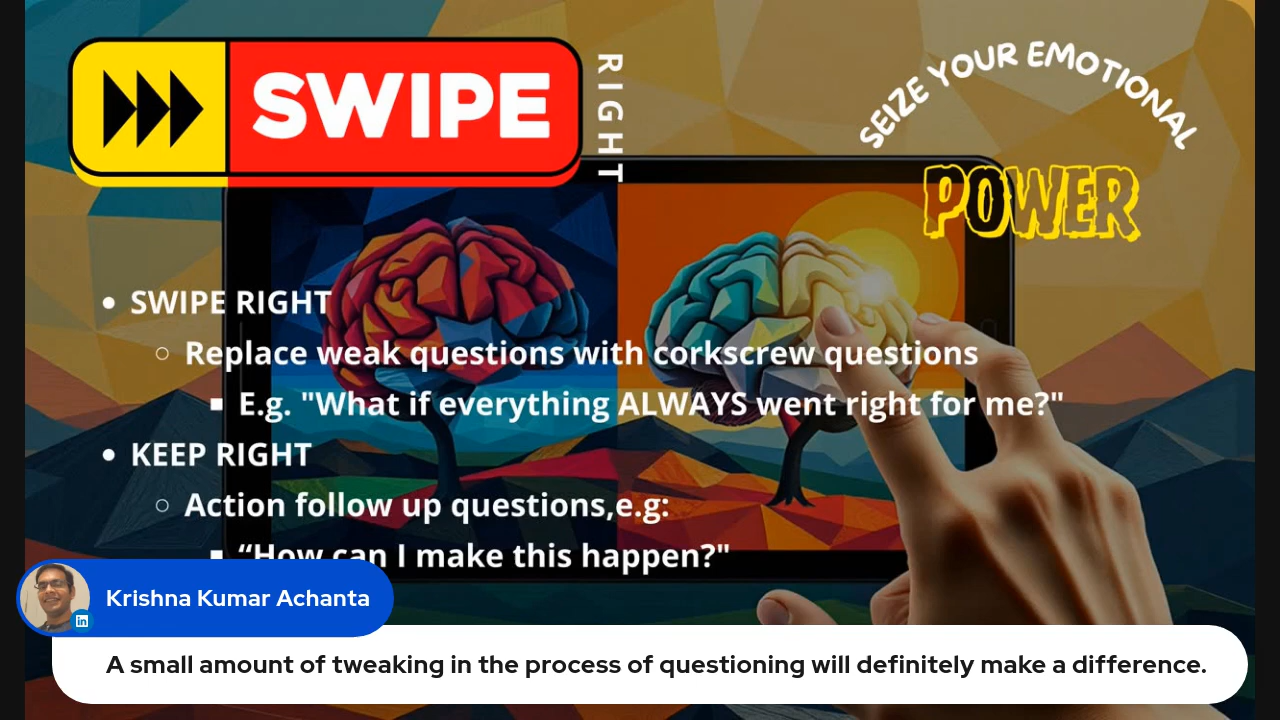 SWIPE
RIGHT
SEIZE YOUR EMOTIONAL
POWER
• SWIPE RIGHT
○ Replace weak questions with corkscrew questions
▪ E.g. "What if everything ALWAYS went right for me?"
• KEEP RIGHT
○ Action follow up questions,e.g:
▪ “How can I make this happen?"
Krishna Kumar Achanta
in
A small amount of tweaking in the process of questioning will definitely make a difference.